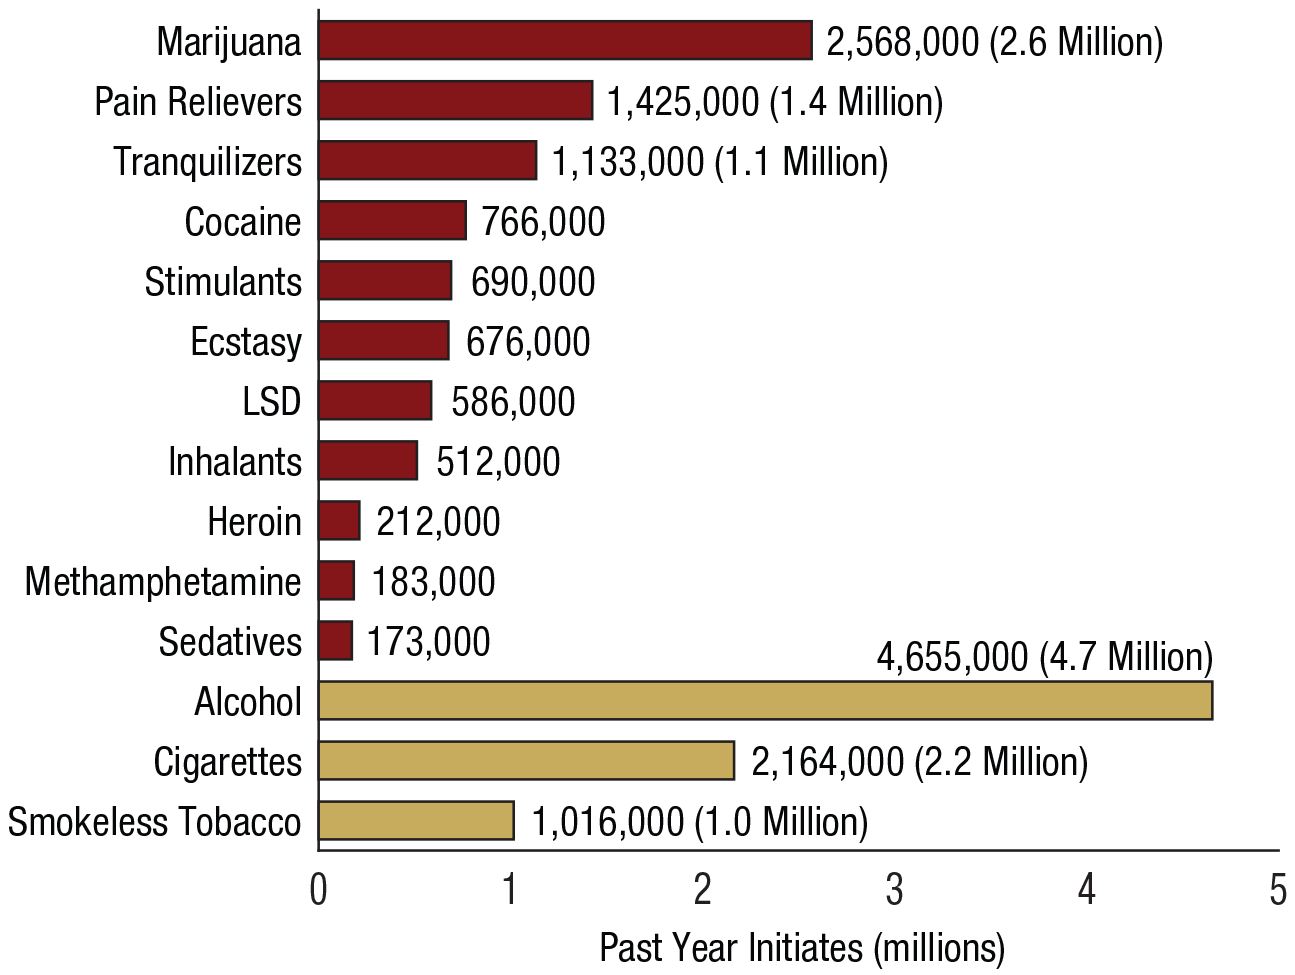 Marijuana 2,568,000 (2.6 Million)
Pain Relievers 1,425,000 (1.4 Million)
Tranquilizers 1,133,000 (1.1 Million)
Cocaine 766,000
Stimulants 690,000
Ecstasy 676,000
LSD 586,000
Inhalants 512,000
Heroin 212,000
Methamphetamine 183,000
Sedatives 173,000
4,655,000 (4.7 Million)
Alcohol
Cigarettes 2,164,000 (2.2 Million)
Smokeless Tobacco 1,016,000 (1.0 Million)
0 1 2 3 4 5
Past Year Initiates (millions)